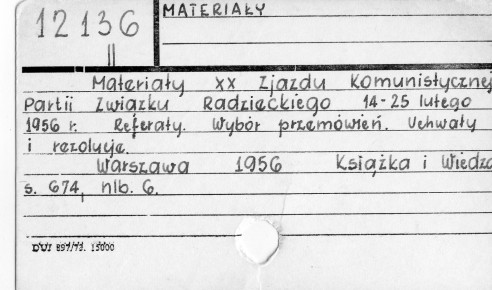 12136
II
MATERIAŁY
Materiały XX Zjazdu Komunistycznej
Partii Związku Radzieckiego 14-25 lutego
1956 r. Referaty. Wybór przemówień. Uchwały
i rezolucje.
Warszawa 1956 Książka i Wiedza
s. 674, nlb. 6.
DUJ 897/73. 15000